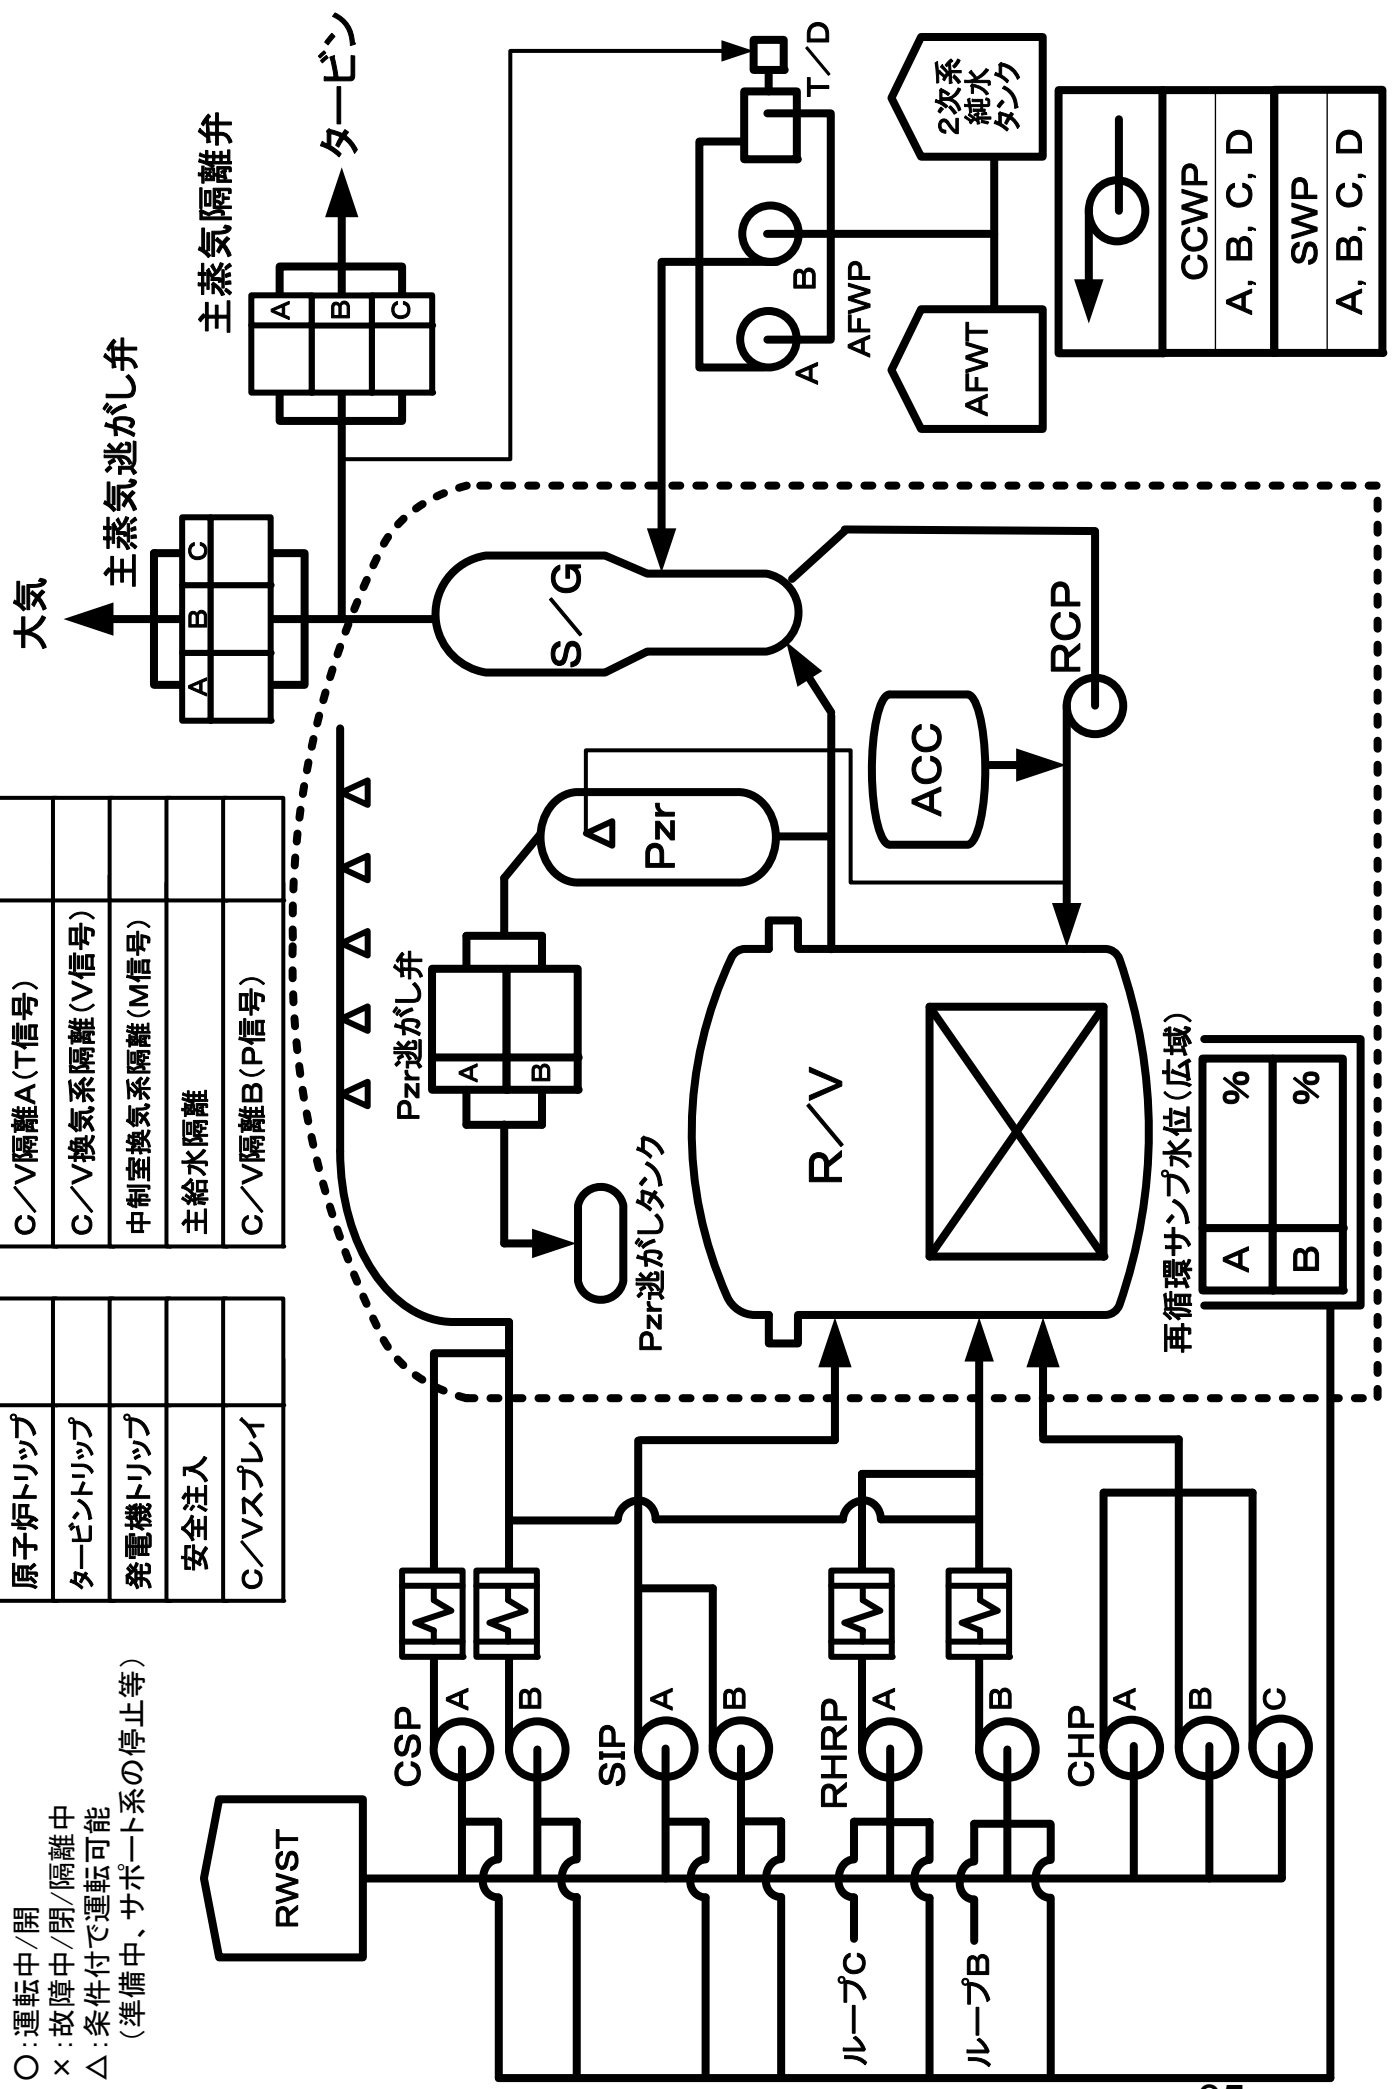 ○：運転中/開
×：故障中/閉/隔離中
△：条件付で運転可能
（準備中、サポート系の停止等）
原子炉トリップ
タービントリップ
発電機トリップ
安全注入
C／Vスプレイ
C／V隔離A（T信号）
C／V換気系隔離（V信号）
中制室換気系隔離（M信号）
主給水隔離
C／V隔離B（P信号）
大気
主蒸気逃がし弁
A
B
C
主蒸気隔離弁
A
B
C
タービン
RWST
CSP
A
B
SIP
A
B
RHRP
A
B
CHP
A
B
C
ループC
ループB
Pzr逃がし弁
A
B
Pzr逃がしタンク
Pzr
S／G
R／V
ACC
RCP
再循環サンプ水位（広域）
A
%
B
%
T／D
A
B
AFWP
AFWT
2次系
純水
タンク
CCWP
A, B, C, D
SWP
A, B, C, D